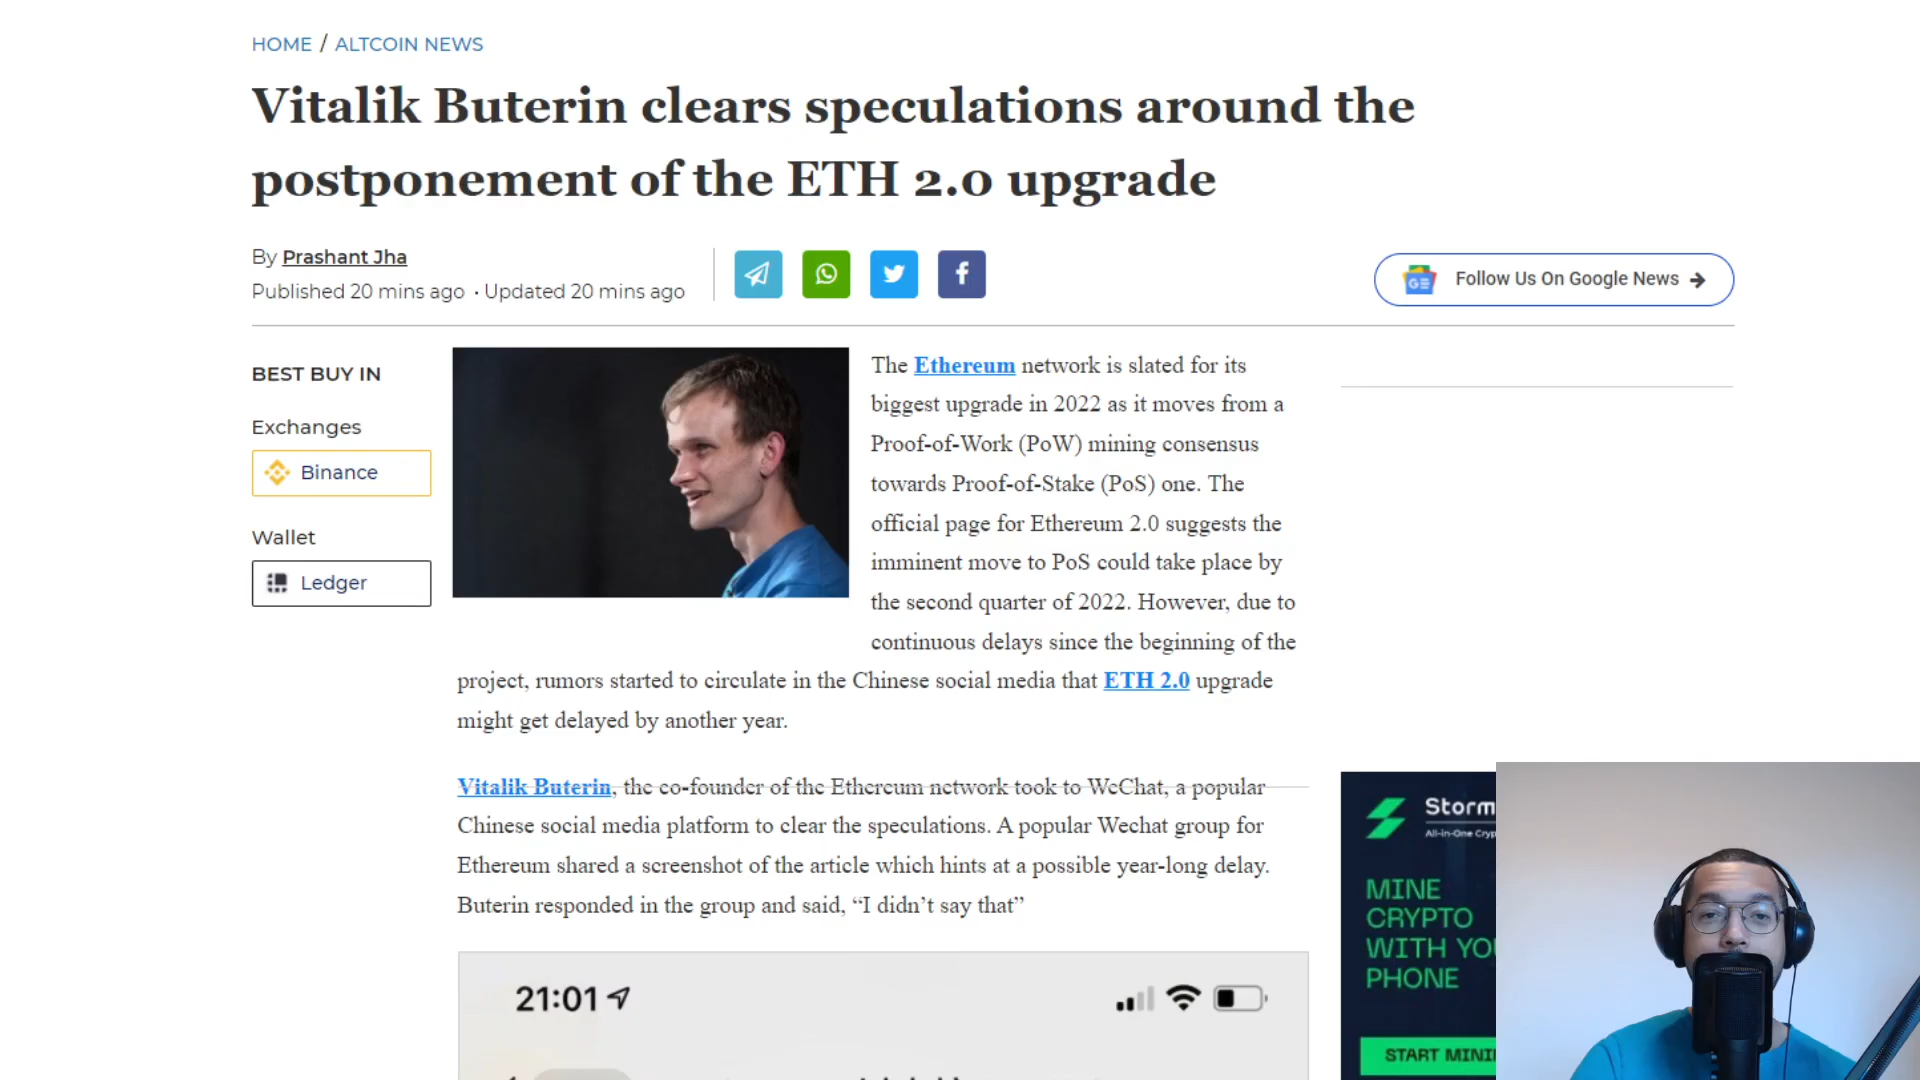 HOME / ALTCOIN NEWS
Vitalik Buterin clears speculations around the
postponement of the ETH 2.0 upgrade
By Prashant Jha
Published 20 mins ago · Updated 20 mins ago
Follow Us On Google News
BEST BUY IN
Exchanges
Binance
Wallet
Ledger
The Ethereum network is slated for its
biggest upgrade in 2022 as it moves from a
Proof-of-Work (PoW) mining consensus
towards Proof-of-Stake (PoS) one. The
official page for Ethereum 2.0 suggests the
imminent move to PoS could take place by
the second quarter of 2022. However, due to
continuous delays since the beginning of the
project, rumors started to circulate in the Chinese social media that ETH 2.0 upgrade
might get delayed by another year.
Vitalik Buterin, the co-founder of the Ethereum network took to WeChat, a popular
Chinese social media platform to clear the speculations. A popular Wechat group for
Ethereum shared a screenshot of the article which hints at a possible year-long delay.
Buterin responded in the group and said, “I didn’t say that”
21:01
Storm
All-in-One Cryp
MINE
CRYPTO
WITH YOU
PHONE
START MINI